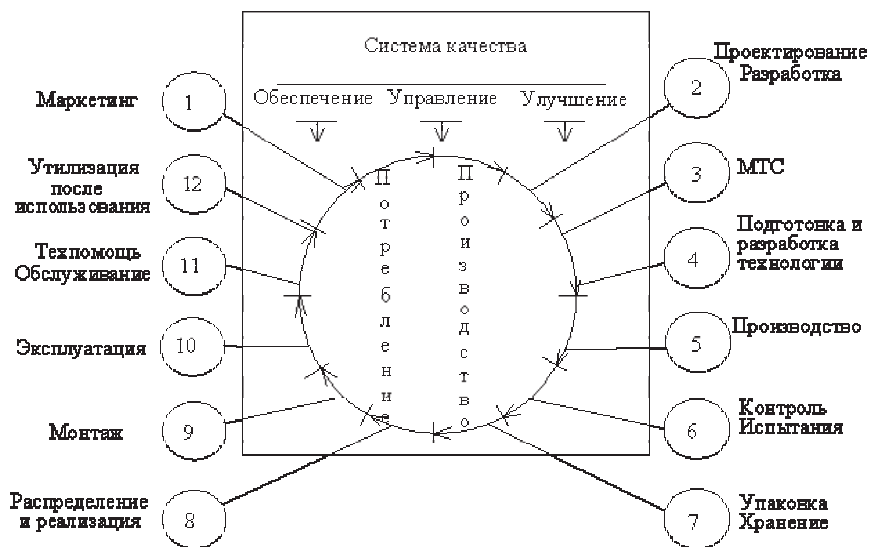 Система качества
Обеспечение Управление Улучшение
Маркетинг
1
2
Проектирование
Разработка
Утилизация
после
использования
12
3
МТС
Техпомощь
Обслуживание
11
4
Подготовка и
разработка
технологии
Эксплуатация
10
5
Производство
Монтаж
9
6
Контроль
Испытания
Распределение
и реализация
8
7
Упаковка
Хранение
Потребление
Производство